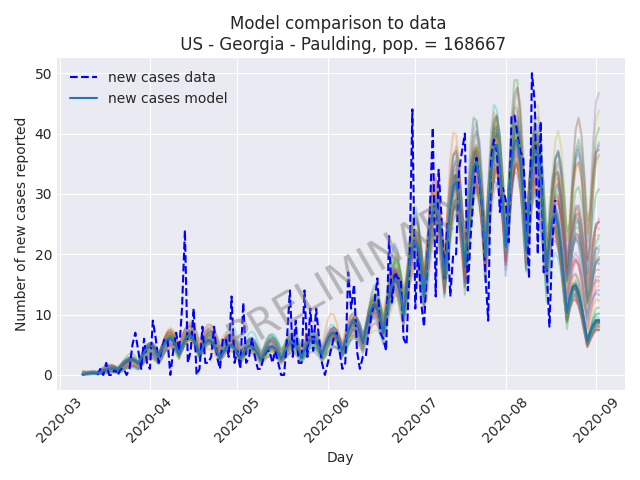 Model comparison to data
US - Georgia - Paulding, pop. = 168667
new cases data
new cases model
PRELIMINARY
Number of new cases reported
50
40
30
20
10
0
2020-03
2020-04
2020-05
2020-06
2020-07
2020-08
2020-09
Day